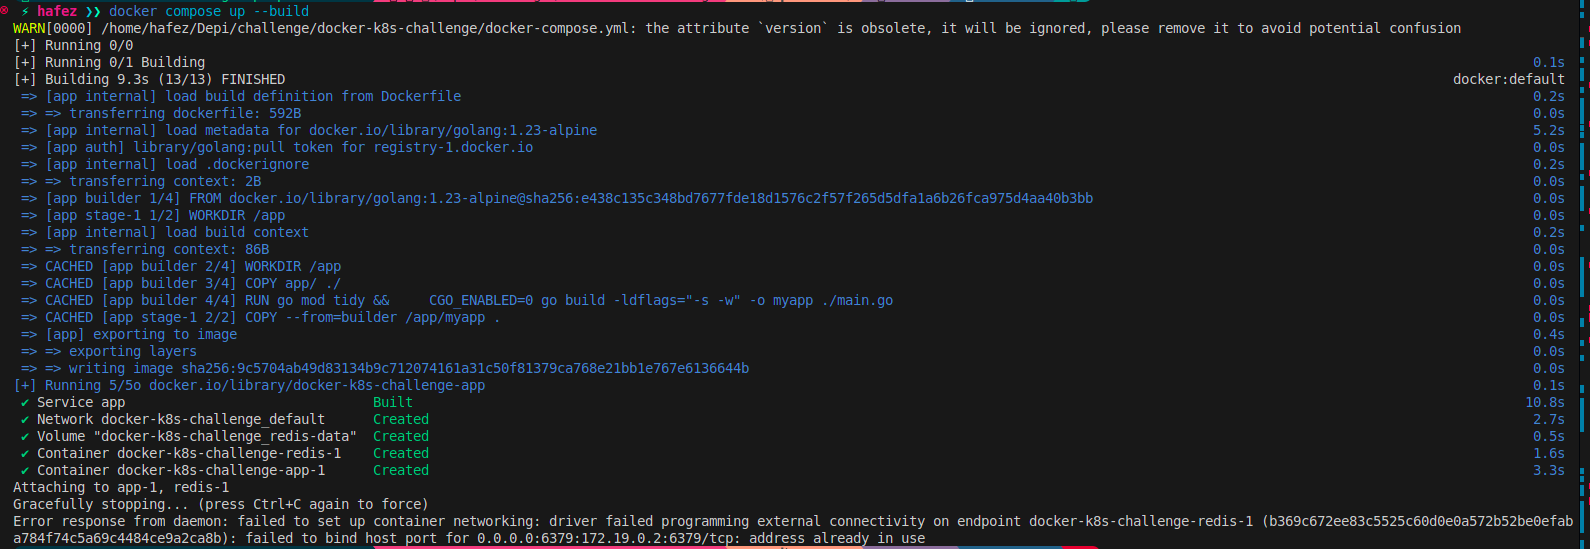 ⚡ hafez ❯❯ docker compose up --build
WARN[0000] /home/hafez/Depi/challenge/docker-k8s-challenge/docker-compose.yml: the attribute `version` is obsolete, it will be ignored, please remove it to avoid potential confusion
[+] Running 0/0
[+] Running 0/1 Building 0.1s
[+] Building 9.3s (13/13) FINISHED docker:default
=> [app internal] load build definition from Dockerfile 0.2s
=> => transferring dockerfile: 592B 0.0s
=> [app internal] load metadata for docker.io/library/golang:1.23-alpine 5.2s
=> [app auth] library/golang:pull token for registry-1.docker.io 0.0s
=> [app internal] load .dockerignore 0.2s
=> => transferring context: 2B 0.0s
=> [app builder 1/4] FROM docker.io/library/golang:1.23-alpine@sha256:e438c135c348bd7677fde18d1576c2f57f265d5dfa1a6b26fca975d4aa40b3bb 0.0s
=> [app stage-1 1/2] WORKDIR /app 0.0s
=> [app internal] load build context 0.2s
=> => transferring context: 86B 0.0s
=> CACHED [app builder 2/4] WORKDIR /app 0.0s
=> CACHED [app builder 3/4] COPY app/ ./ 0.0s
=> CACHED [app builder 4/4] RUN go mod tidy &&     CGO_ENABLED=0 go build -ldflags="-s -w" -o myapp ./main.go 0.0s
=> CACHED [app stage-1 2/2] COPY --from=builder /app/myapp . 0.0s
=> [app] exporting to image 0.4s
=> => exporting layers 0.0s
=> => writing image sha256:9c5704ab49d83134b9c712074161a31c50f81379ca768e21bb1e767e6136644b 0.0s
[+] Running 5/5o docker.io/library/docker-k8s-challenge-app 0.1s
✔ Service app Built 10.8s
✔ Network docker-k8s-challenge_default Created 2.7s
✔ Volume "docker-k8s-challenge_redis-data" Created 0.5s
✔ Container docker-k8s-challenge-redis-1 Created 1.6s
✔ Container docker-k8s-challenge-app-1 Created 3.3s
Attaching to app-1, redis-1
Gracefully stopping... (press Ctrl+C again to force)
Error response from daemon: failed to set up container networking: driver failed programming external connectivity on endpoint docker-k8s-challenge-redis-1 (b369c672ee83c5525c60d0e0a572b52be0efab
a784f74c5a69c4484ce9a2ca8b): failed to bind host port for 0.0.0.0:6379:172.19.0.2:6379/tcp: address already in use